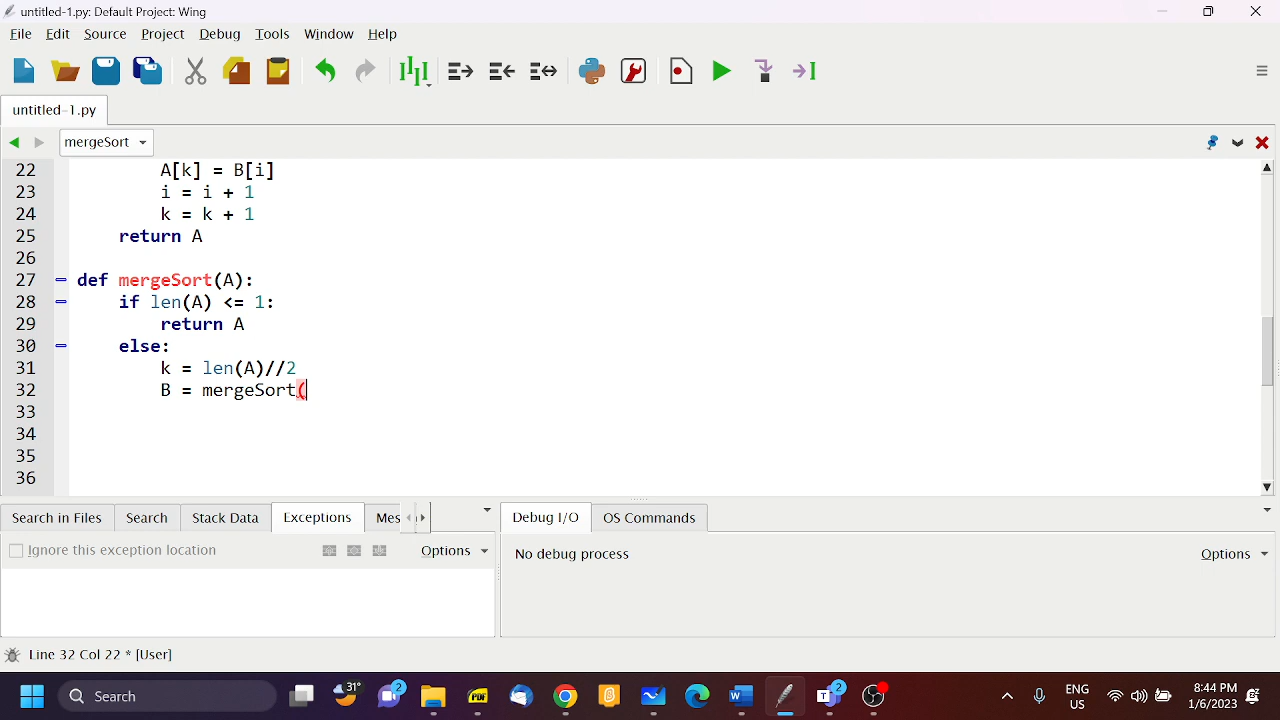 untitled-1.py: Default Project: Wing
File Edit Source Project Debug Tools Window Help
untitled-1.py
mergeSort
22 A[k] = B[i]
23 i = i + 1
24 k = k + 1
25 return A
26
27 def mergeSort(A):
28 if len(A) <= 1:
29 return A
30 else:
31 k = len(A)//2
32 B = mergeSort(
33
34
35
36
Search in Files Search Stack Data Exceptions Mes
Debug I/O OS Commands
Ignore this exception location Options
No debug process Options
Line 32 Col 22 * [User]
Search 31° 2 PDF 2 ENG US 8:44 PM 1/6/2023